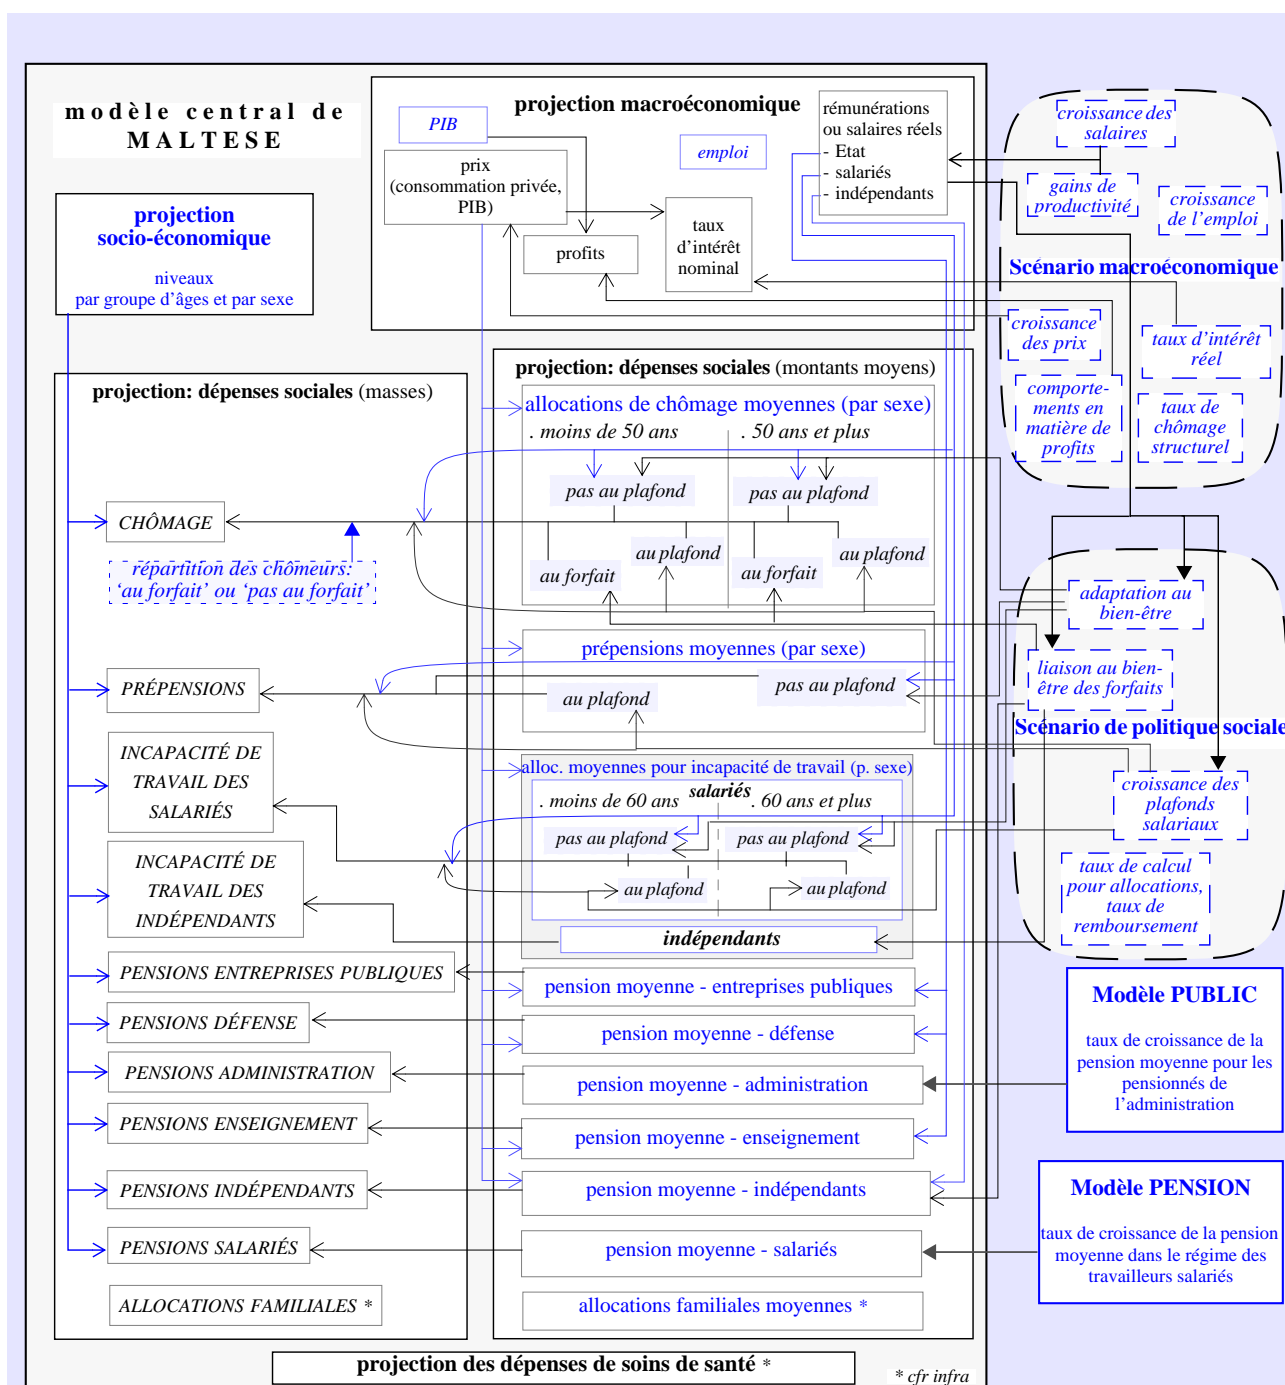 modèle central de
MALTESE
projection macroéconomique
PIB
prix
(consommation privée,
PIB)
profits
emploi
taux
d’intérêt
nominal
rémunérations
ou salaires réels
- Etat
- salariés
- indépendants
projection
socio-économique
niveaux
par groupe d’âges et par sexe
croissance des
salaires
gains de
productivité
croissance
de l’emploi
Scénario macroéconomique
croissance
des prix
taux d’intérêt
réel
comporte-
ments en
matière de
profits
taux de
chômage
structurel
projection: dépenses sociales (masses)
CHÔMAGE
répartition des chômeurs:
‘au forfait’ ou ‘pas au forfait’
PRÉPENSIONS
INCAPACITÉ DE
TRAVAIL DES
SALARIÉS
INCAPACITÉ DE
TRAVAIL DES
INDÉPENDANTS
PENSIONS ENTREPRISES PUBLIQUES
PENSIONS DÉFENSE
PENSIONS ADMINISTRATION
PENSIONS ENSEIGNEMENT
PENSIONS INDÉPENDANTS
PENSIONS SALARIÉS
ALLOCATIONS FAMILIALES *
projection: dépenses sociales (montants moyens)
allocations de chômage moyennes (par sexe)
. moins de 50 ans
. 50 ans et plus
pas au plafond
pas au plafond
au plafond
au plafond
au forfait
au forfait
prépensions moyennes (par sexe)
pas au plafond
au plafond
alloc. moyennes pour incapacité de travail (p. sexe)
salariés
. moins de 60 ans
. 60 ans et plus
pas au plafond
pas au plafond
au plafond
au plafond
indépendants
pension moyenne - entreprises publiques
pension moyenne - défense
pension moyenne - administration
pension moyenne - enseignement
pension moyenne - indépendants
pension moyenne - salariés
allocations familiales moyennes *
adaptation au
bien-être
liaison au bien-
être des forfaits
Scénario de politique sociale
croissance des
plafonds
salariaux
taux de calcul
pour allocations,
taux de
remboursement
Modèle PUBLIC
taux de croissance de la
pension moyenne pour les
pensionnés de
l’administration
Modèle PENSION
taux de croissance de la pension
moyenne dans le régime des
travailleurs salariés
projection des dépenses de soins de santé *
* cfr infra